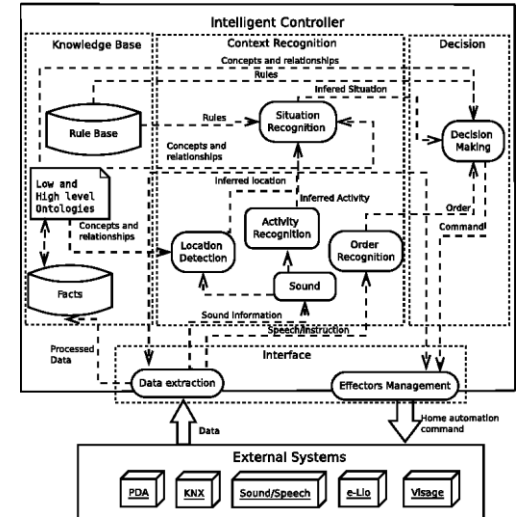 Intelligent Controller
Knowledge Base
Context Recognition
Decision
Concepts and relationships
Rules
Infered Situation
Rule Base
Rules
Situation
Recognition
Decision
Making
Concepts and
relationships
Low and
High level
Ontologies
Inferred location
Inferred Activity
Concepts and
relationships
Activity
Recognition
Order
Command
Location
Detection
Order
Recognition
Facts
Sound
Sound Information
Speech/Instruction
Processed
Data
Interface
Data extraction
Effectors Management
Data
Home automation
command
External Systems
PDA
KNX
Sound/Speech
e-Lio
Visage